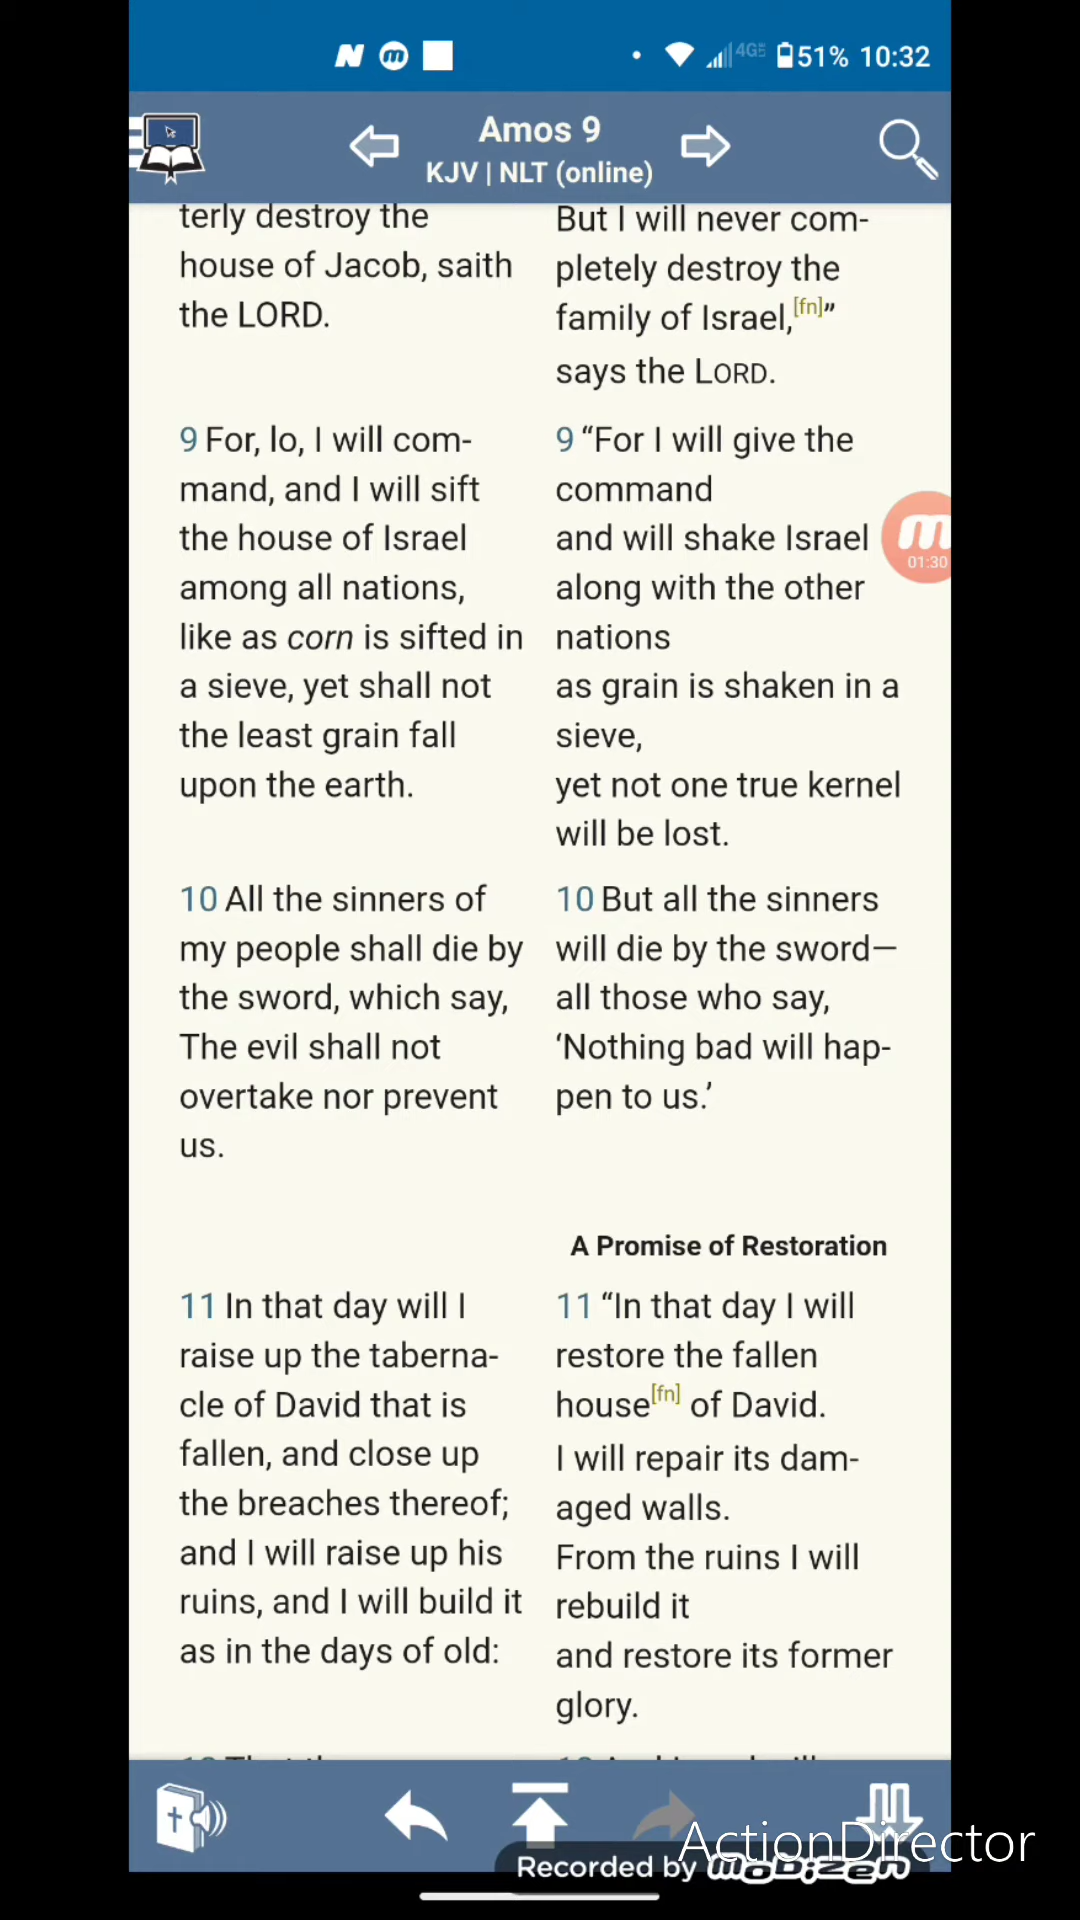 N m 4G LTE 51% 10:32
Amos 9
KJV | NLT (online)
terly destroy the
house of Jacob, saith
the LORD.
9 For, lo, I will com-
mand, and I will sift
the house of Israel
among all nations,
like as corn is sifted in
a sieve, yet shall not
the least grain fall
upon the earth.
10 All the sinners of
my people shall die by
the sword, which say,
The evil shall not
overtake nor prevent
us.
11 In that day will I
raise up the taberna-
cle of David that is
fallen, and close up
the breaches thereof;
and I will raise up his
ruins, and I will build it
as in the days of old:
But I will never com-
pletely destroy the
family of Israel,[fn]”
says the LORD.
9 “For I will give the
command
and will shake Israel
along with the other
nations
as grain is shaken in a
sieve,
yet not one true kernel
will be lost.
10 But all the sinners
will die by the sword—
all those who say,
‘Nothing bad will hap-
pen to us.’
A Promise of Restoration
11 “In that day I will
restore the fallen
house[fn] of David.
I will repair its dam-
aged walls.
From the ruins I will
rebuild it
and restore its former
glory.
m
01:30
ActionDirector
Recorded by mobizen